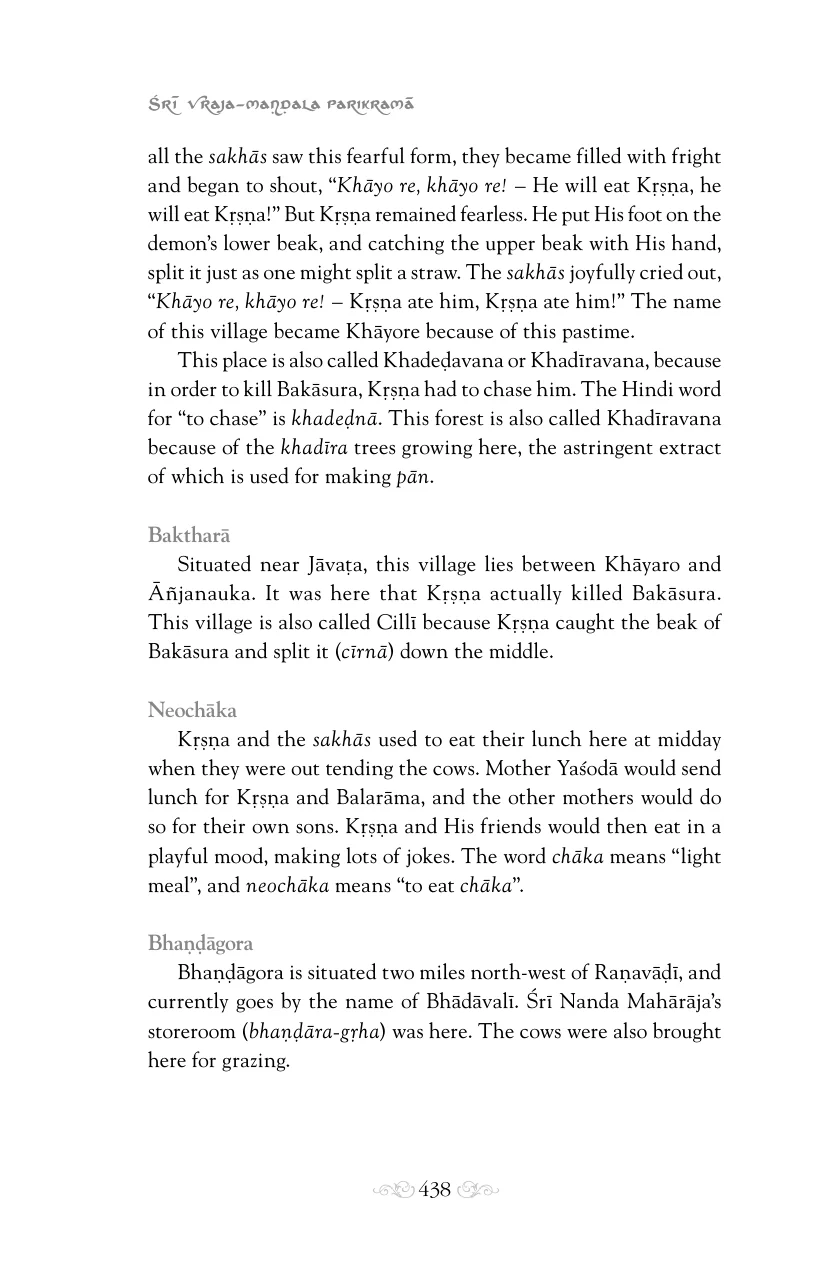 Śrī Vraja-maṇḍala Parikramā
all the sakhās saw this fearful form, they became filled with fright
and began to shout, “Khāyo re, khāyo re! – He will eat Kṛṣṇa, he
will eat Kṛṣṇa!” But Kṛṣṇa remained fearless. He put His foot on the
demon’s lower beak, and catching the upper beak with His hand,
split it just as one might split a straw. The sakhās joyfully cried out,
“Khāyo re, khāyo re! – Kṛṣṇa ate him, Kṛṣṇa ate him!” The name
of this village became Khāyore because of this pastime.
This place is also called Khadeḍavana or Khadīravana, because
in order to kill Bakāsura, Kṛṣṇa had to chase him. The Hindi word
for “to chase” is khadeḍnā. This forest is also called Khadīravana
because of the khadīra trees growing here, the astringent extract
of which is used for making pān.
Baktharā
Situated near Jāvaṭa, this village lies between Khāyaro and
Āñjanauka. It was here that Kṛṣṇa actually killed Bakāsura.
This village is also called Cillī because Kṛṣṇa caught the beak of
Bakāsura and split it (cīrnā) down the middle.
Neochāka
Kṛṣṇa and the sakhās used to eat their lunch here at midday
when they were out tending the cows. Mother Yaśodā would send
lunch for Kṛṣṇa and Balarāma, and the other mothers would do
so for their own sons. Kṛṣṇa and His friends would then eat in a
playful mood, making lots of jokes. The word chāka means “light
meal”, and neochāka means “to eat chāka”.
Bhaṇḍāgora
Bhaṇḍāgora is situated two miles north-west of Raṇavāḍī, and
currently goes by the name of Bhādāvalī. Śrī Nanda Mahārāja’s
storeroom (bhaṇḍāra-gṛha) was here. The cows were also brought
here for grazing.
438